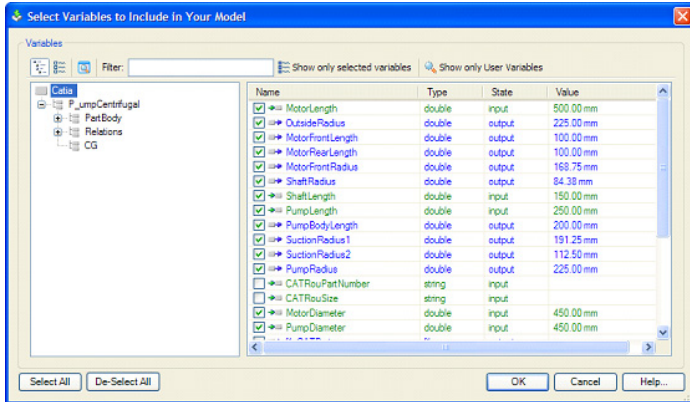 Select Variables to Include in Your Model
Variables
Filter: Show only selected variables Show only User Variables
Catia
P_umpCentrifugal
PartBody
Relations
CG
Name Type State Value
MotorLength double input 500.00 mm
OutsideRadius double output 225.00 mm
MotorFrontLength double output 100.00 mm
MotorRearLength double output 100.00 mm
MotorFrontRadius double output 168.75 mm
ShaftRadius double output 84.38 mm
ShaftLength double input 150.00 mm
PumpLength double input 250.00 mm
PumpBodyLength double output 200.00 mm
SuctionRadius1 double output 191.25 mm
SuctionRadius2 double output 112.50 mm
PumpRadius double output 225.00 mm
CATRouPartNumber string input
CATRouSize string input
MotorDiameter double input 450.00 mm
PumpDiameter double input 450.00 mm
Select All De-Select All OK Cancel Help...